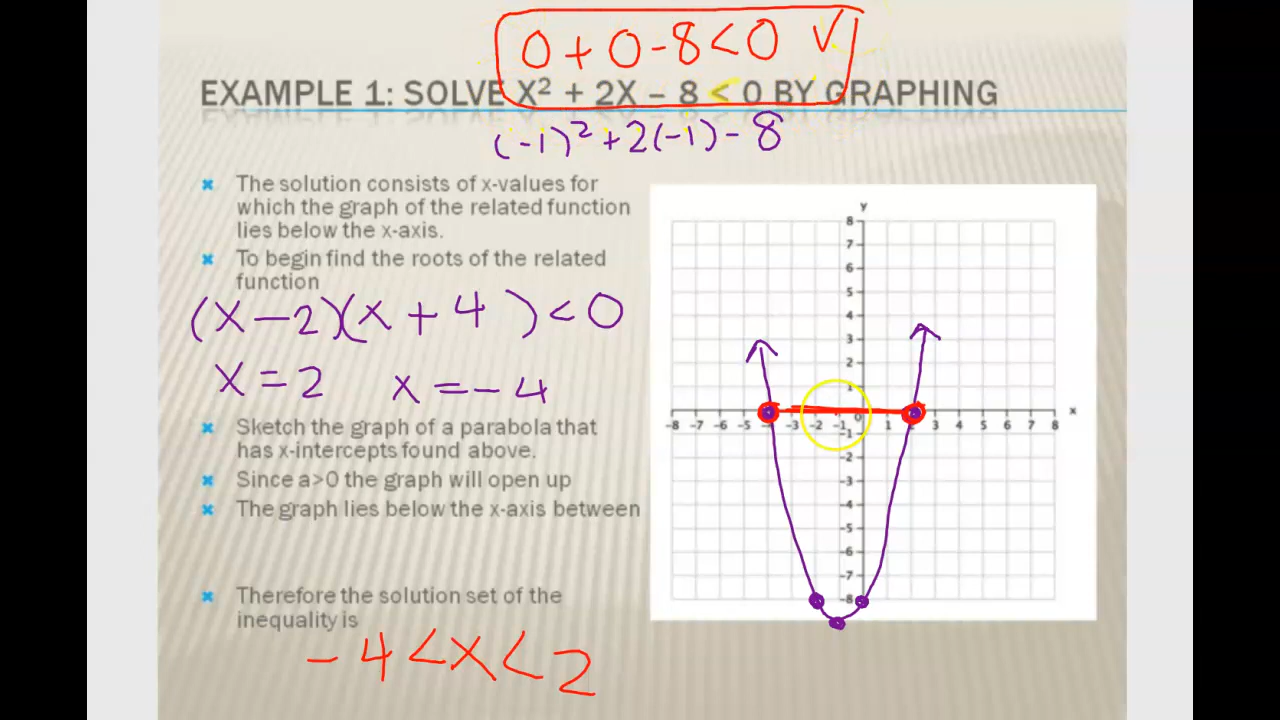 0 + 0 - 8 < 0 ✓
EXAMPLE 1: SOLVE X² + 2X – 8 < 0 BY GRAPHING
(-1)² + 2(-1) - 8
× The solution consists of x-values for
which the graph of the related function
lies below the x-axis.
× To begin find the roots of the related
function
(x - 2)(x + 4) < 0
x = 2 x = -4
× Sketch the graph of a parabola that
has x-intercepts found above.
× Since a>0 the graph will open up
× The graph lies below the x-axis between
× Therefore the solution set of the
inequality is
-4 < x < 2
y
8
7
6
5
4
3
2
1
-8 -7 -6 -5 -3 -2 -1 0 1 2 3 4 5 6 7 8 x
-1
-2
-3
-4
-5
-6
-7
-8